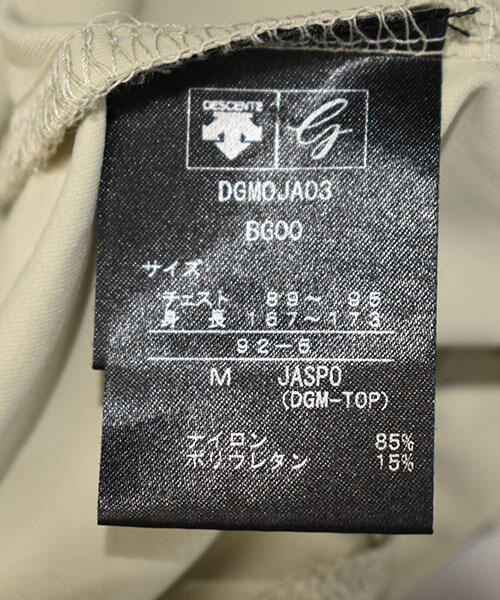 DESCENTE
G
DGMOJA03
BG00
サイズ
チェスト 89〜 95
身 長 167〜173
92-6
M JASPO
(DGM-TOP)
ナイロン 85%
ポリウレタン 15%